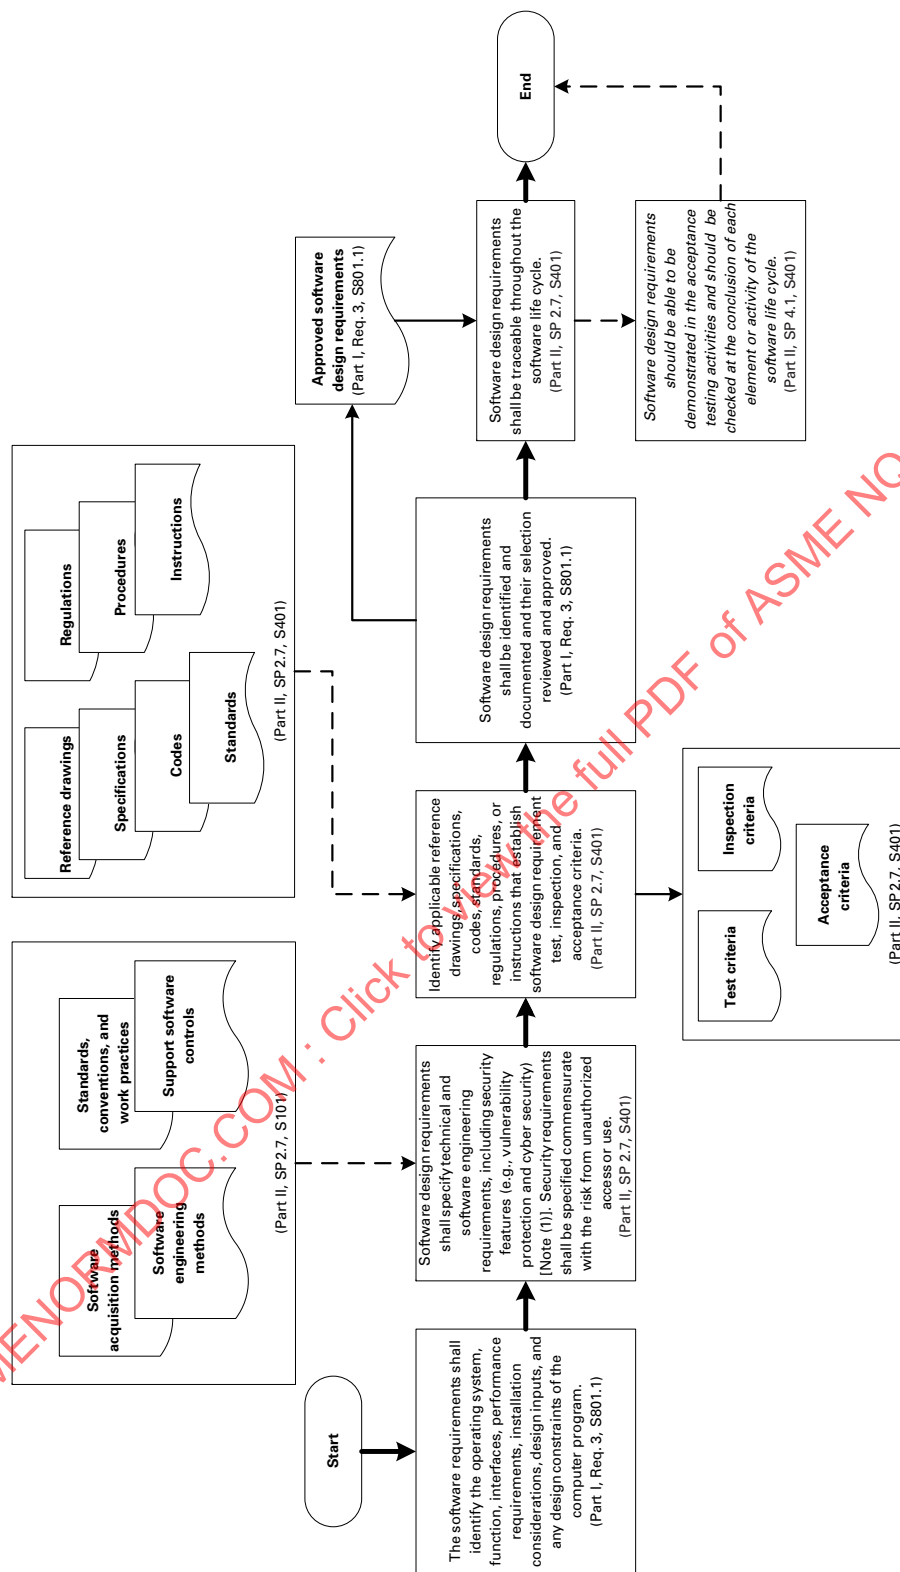 Start
The software requirements shall
identify the operating system,
function, interfaces, performance
requirements, installation
considerations, design inputs, and
any design constraints of the
computer program.
(Part I, Req. 3, S801.1)
Software
acquisition methods
Software
engineering
methods
Standards,
conventions, and
work practices
Support software
controls
(Part II, SP 2.7, S101)
Software design requirements
shall specify technical and
software engineering
requirements, including security
features (e.g., vulnerability
protection and cyber security)
[Note (1)]. Security requirements
shall be specified commensurate
with the risk from unauthorized
access or use.
(Part II, SP 2.7, S401)
Reference drawings
Specifications
Codes
Standards
Regulations
Procedures
Instructions
(Part II, SP 2.7, S401)
Identify applicable reference
drawings, specifications,
codes, standards,
regulations, procedures, or
instructions that establish
software design requirement
test, inspection, and
acceptance criteria.
(Part II, SP 2.7, S401)
Test criteria
Inspection
criteria
Acceptance
criteria
(Part II, SP 2.7, S401)
Software design requirements
shall be identified and
documented and their selection
reviewed and approved.
(Part I, Req. 3, S801.1)
Approved software
design requirements
(Part I, Req. 3, S801.1)
Software design requirements
shall be traceable throughout the
software life cycle.
(Part II, SP 2.7, S401)
Software design requirements
should be able to be
demonstrated in the acceptance
testing activities and should be
checked at the conclusion of each
element or activity of the
software life cycle.
(Part II, SP 4.1, S401)
End
MENORMDOC.COM : Click to view the full PDF of ASME NQ